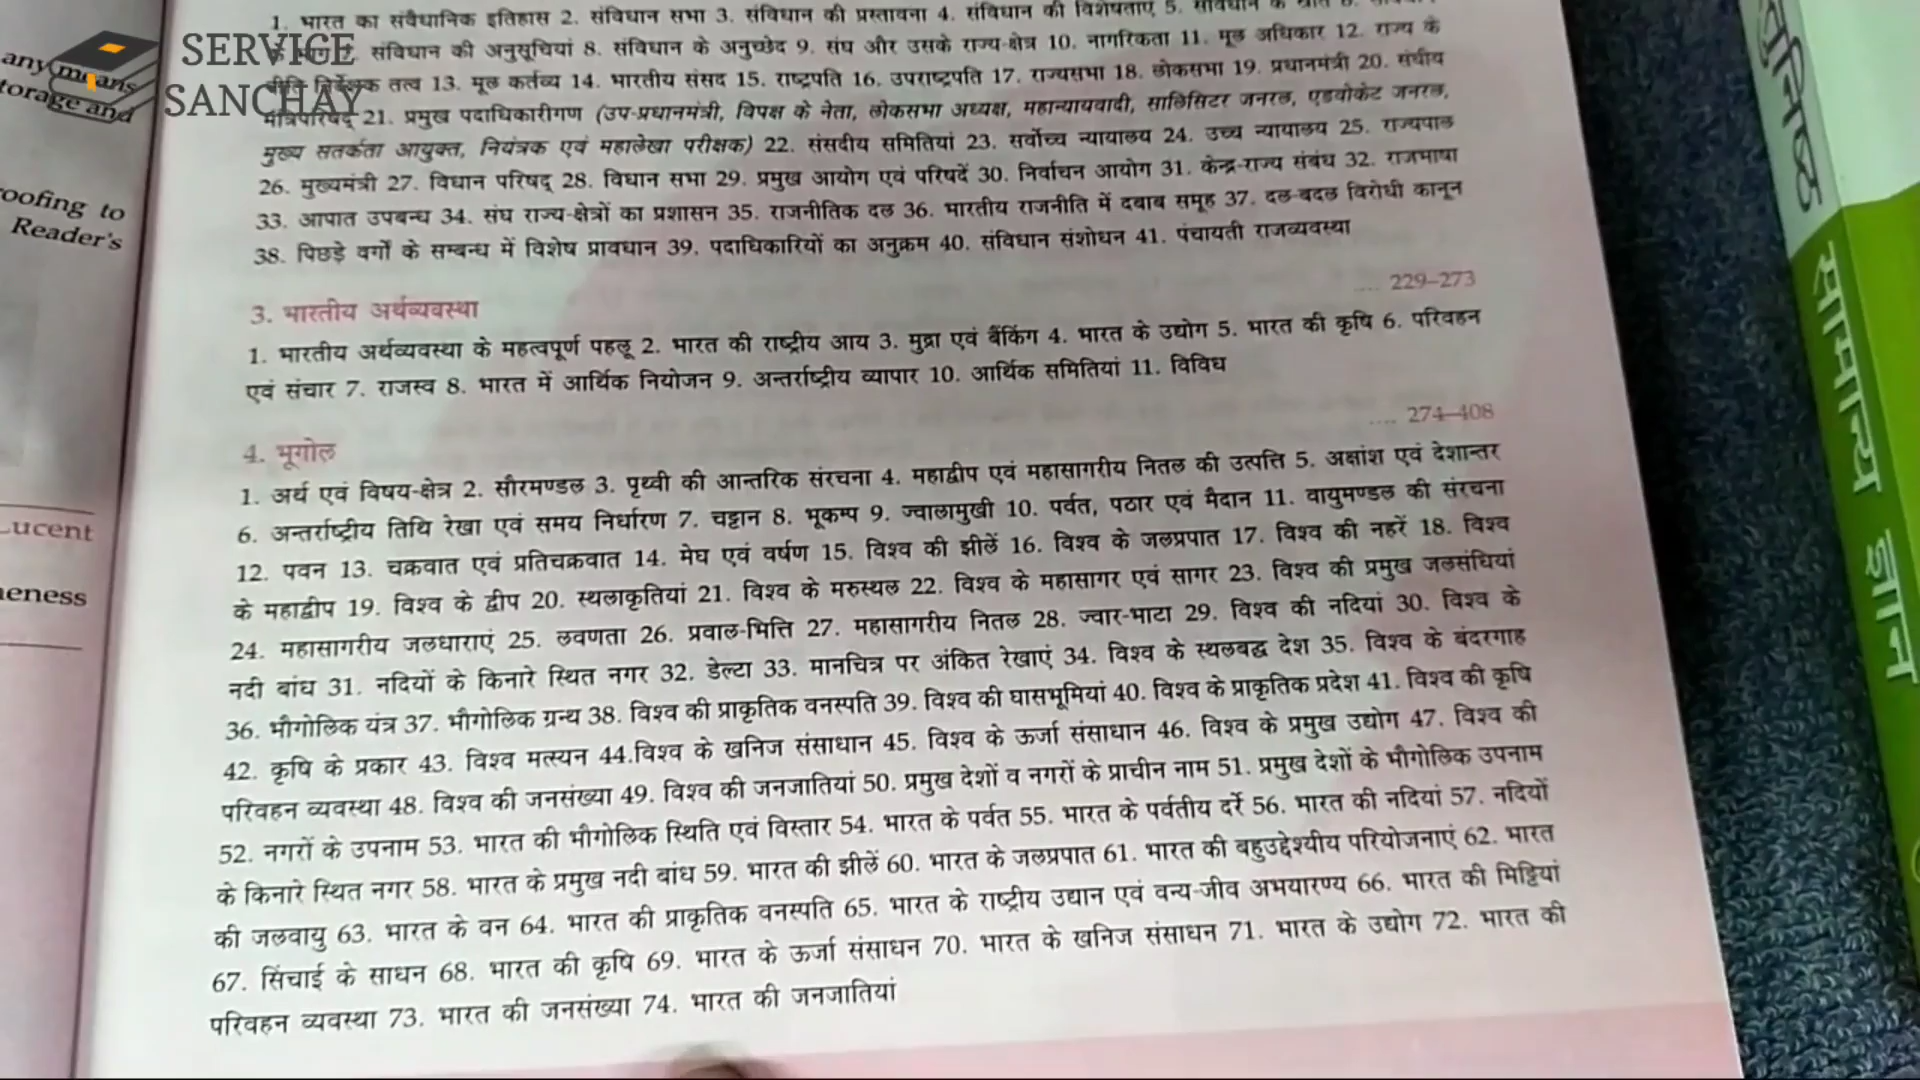 SERVICE
SANCHAY
any means
torage and
oofing to
Reader's
Lucent
eness
1. भारत का संवैधानिक इतिहास 2. संविधान सभा 3. संविधान की प्रस्तावना 4. संविधान की विशेषताएं 5. संविधान के
संविधान की अनुसूचियां 8. संविधान के अनुच्छेद 9. संघ और उसके राज्य-क्षेत्र 10. नागरिकता 11. मूल अधिकार 12. राज्य के
नीति निर्देशक तत्व 13. मूल कर्तव्य 14. भारतीय संसद 15. राष्ट्रपति 16. उपराष्ट्रपति 17. राज्यसभा 18. लोकसभा 19. प्रधानमंत्री 20. संघीय
मंत्रिपरिषद् 21. प्रमुख पदाधिकारीगण (उप-प्रधानमंत्री, विपक्ष के नेता, लोकसभा अध्यक्ष, महान्यायवादी, सालिसिटर जनरल, एडवोकेट जनरल,
मुख्य सतर्कता आयुक्त, नियंत्रक एवं महालेखा परीक्षक) 22. संसदीय समितियां 23. सर्वोच्च न्यायालय 24. उच्च न्यायालय 25. राज्यपाल
26. मुख्यमंत्री 27. विधान परिषद् 28. विधान सभा 29. प्रमुख आयोग एवं परिषदें 30. निर्वाचन आयोग 31. केन्द्र-राज्य संबंध 32. राजभाषा
33. आपात उपबन्ध 34. संघ राज्य-क्षेत्रों का प्रशासन 35. राजनीतिक दल 36. भारतीय राजनीति में दबाब समूह 37. दल-बदल विरोधी कानून
38. पिछड़े वर्गों के सम्बन्ध में विशेष प्रावधान 39. पदाधिकारियों का अनुक्रम 40. संविधान संशोधन 41. पंचायती राजव्यवस्था
3. भारतीय अर्थव्यवस्था .... 229–273
1. भारतीय अर्थव्यवस्था के महत्वपूर्ण पहलू 2. भारत की राष्ट्रीय आय 3. मुद्रा एवं बैंकिंग 4. भारत के उद्योग 5. भारत की कृषि 6. परिवहन
एवं संचार 7. राजस्व 8. भारत में आर्थिक नियोजन 9. अन्तर्राष्ट्रीय व्यापार 10. आर्थिक समितियां 11. विविध
4. भूगोल .... 274–408
1. अर्थ एवं विषय-क्षेत्र 2. सौरमण्डल 3. पृथ्वी की आन्तरिक संरचना 4. महाद्वीप एवं महासागरीय नितल की उत्पत्ति 5. अक्षांश एवं देशान्तर
6. अन्तर्राष्ट्रीय तिथि रेखा एवं समय निर्धारण 7. चट्टान 8. भूकम्प 9. ज्वालामुखी 10. पर्वत, पठार एवं मैदान 11. वायुमण्डल की संरचना
12. पवन 13. चक्रवात एवं प्रतिचक्रवात 14. मेघ एवं वर्षण 15. विश्व की झीलें 16. विश्व के जलप्रपात 17. विश्व की नहरें 18. विश्व
के महाद्वीप 19. विश्व के द्वीप 20. स्थलाकृतियां 21. विश्व के मरुस्थल 22. विश्व के महासागर एवं सागर 23. विश्व की प्रमुख जलसंधियां
24. महासागरीय जलधाराएं 25. लवणता 26. प्रवाल-भित्ति 27. महासागरीय नितल 28. ज्वार-भाटा 29. विश्व की नदियां 30. विश्व के
नदी बांध 31. नदियों के किनारे स्थित नगर 32. डेल्टा 33. मानचित्र पर अंकित रेखाएं 34. विश्व के स्थलबद्ध देश 35. विश्व के बंदरगाह
36. भौगोलिक यंत्र 37. भौगोलिक ग्रन्थ 38. विश्व की प्राकृतिक वनस्पति 39. विश्व की घासभूमियां 40. विश्व के प्राकृतिक प्रदेश 41. विश्व की कृषि
42. कृषि के प्रकार 43. विश्व मत्स्यन 44.विश्व के खनिज संसाधान 45. विश्व के ऊर्जा संसाधान 46. विश्व के प्रमुख उद्योग 47. विश्व की
परिवहन व्यवस्था 48. विश्व की जनसंख्या 49. विश्व की जनजातियां 50. प्रमुख देशों व नगरों के प्राचीन नाम 51. प्रमुख देशों के भौगोलिक उपनाम
52. नगरों के उपनाम 53. भारत की भौगोलिक स्थिति एवं विस्तार 54. भारत के पर्वत 55. भारत के पर्वतीय दर्रे 56. भारत की नदियां 57. नदियों
के किनारे स्थित नगर 58. भारत के प्रमुख नदी बांध 59. भारत की झीलें 60. भारत के जलप्रपात 61. भारत की बहुउद्देश्यीय परियोजनाएं 62. भारत
की जलवायु 63. भारत के वन 64. भारत की प्राकृतिक वनस्पति 65. भारत के राष्ट्रीय उद्यान एवं वन्य-जीव अभयारण्य 66. भारत की मिट्टियां
67. सिंचाई के साधन 68. भारत की कृषि 69. भारत के ऊर्जा संसाधन 70. भारत के खनिज संसाधन 71. भारत के उद्योग 72. भारत की
परिवहन व्यवस्था 73. भारत की जनसंख्या 74. भारत की जनजातियां
तुनिष्ठ
सामान्य ज्ञान